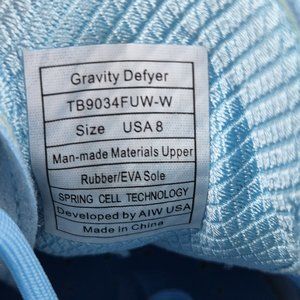 Gravity Defyer
TB9034FUW-W
Size USA 8
Man-made Materials Upper
Rubber/EVA Sole
SPRING CELL TECHNOLOGY
Developed by AIW USA
Made in China